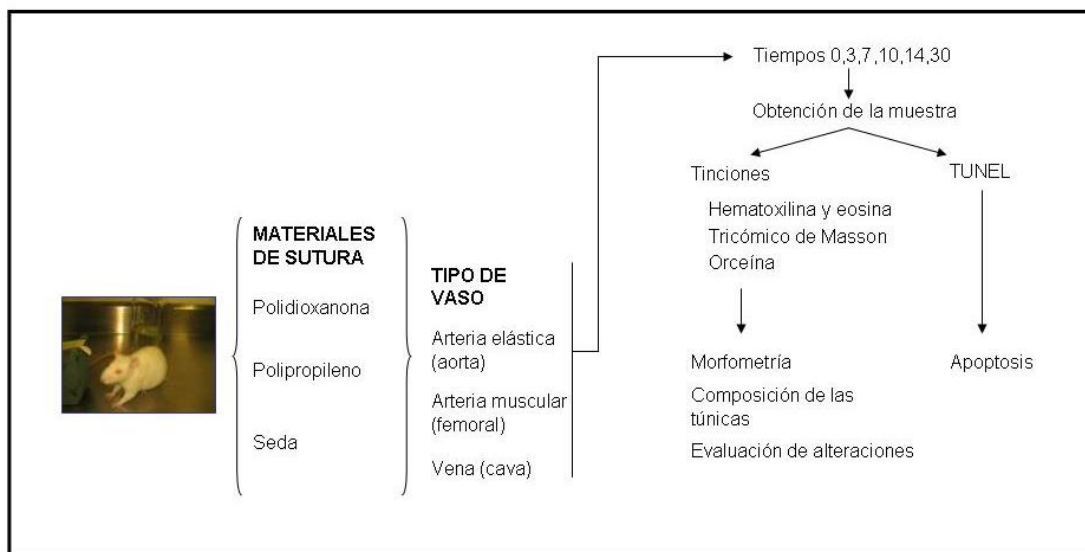 MATERIALES
DE SUTURA
Polidioxanona
Polipropileno
Seda
TIPO DE
VASO
Arteria elástica
(aorta)
Arteria muscular
(femoral)
Vena (cava)
Tiempos 0,3,7,10,14,30
Obtención de la muestra
Tinciones
Hematoxilina y eosina
Tricómico de Masson
Orceína
Morfometría
Composición de las
túnicas
Evaluación de alteraciones
TUNEL
Apoptosis